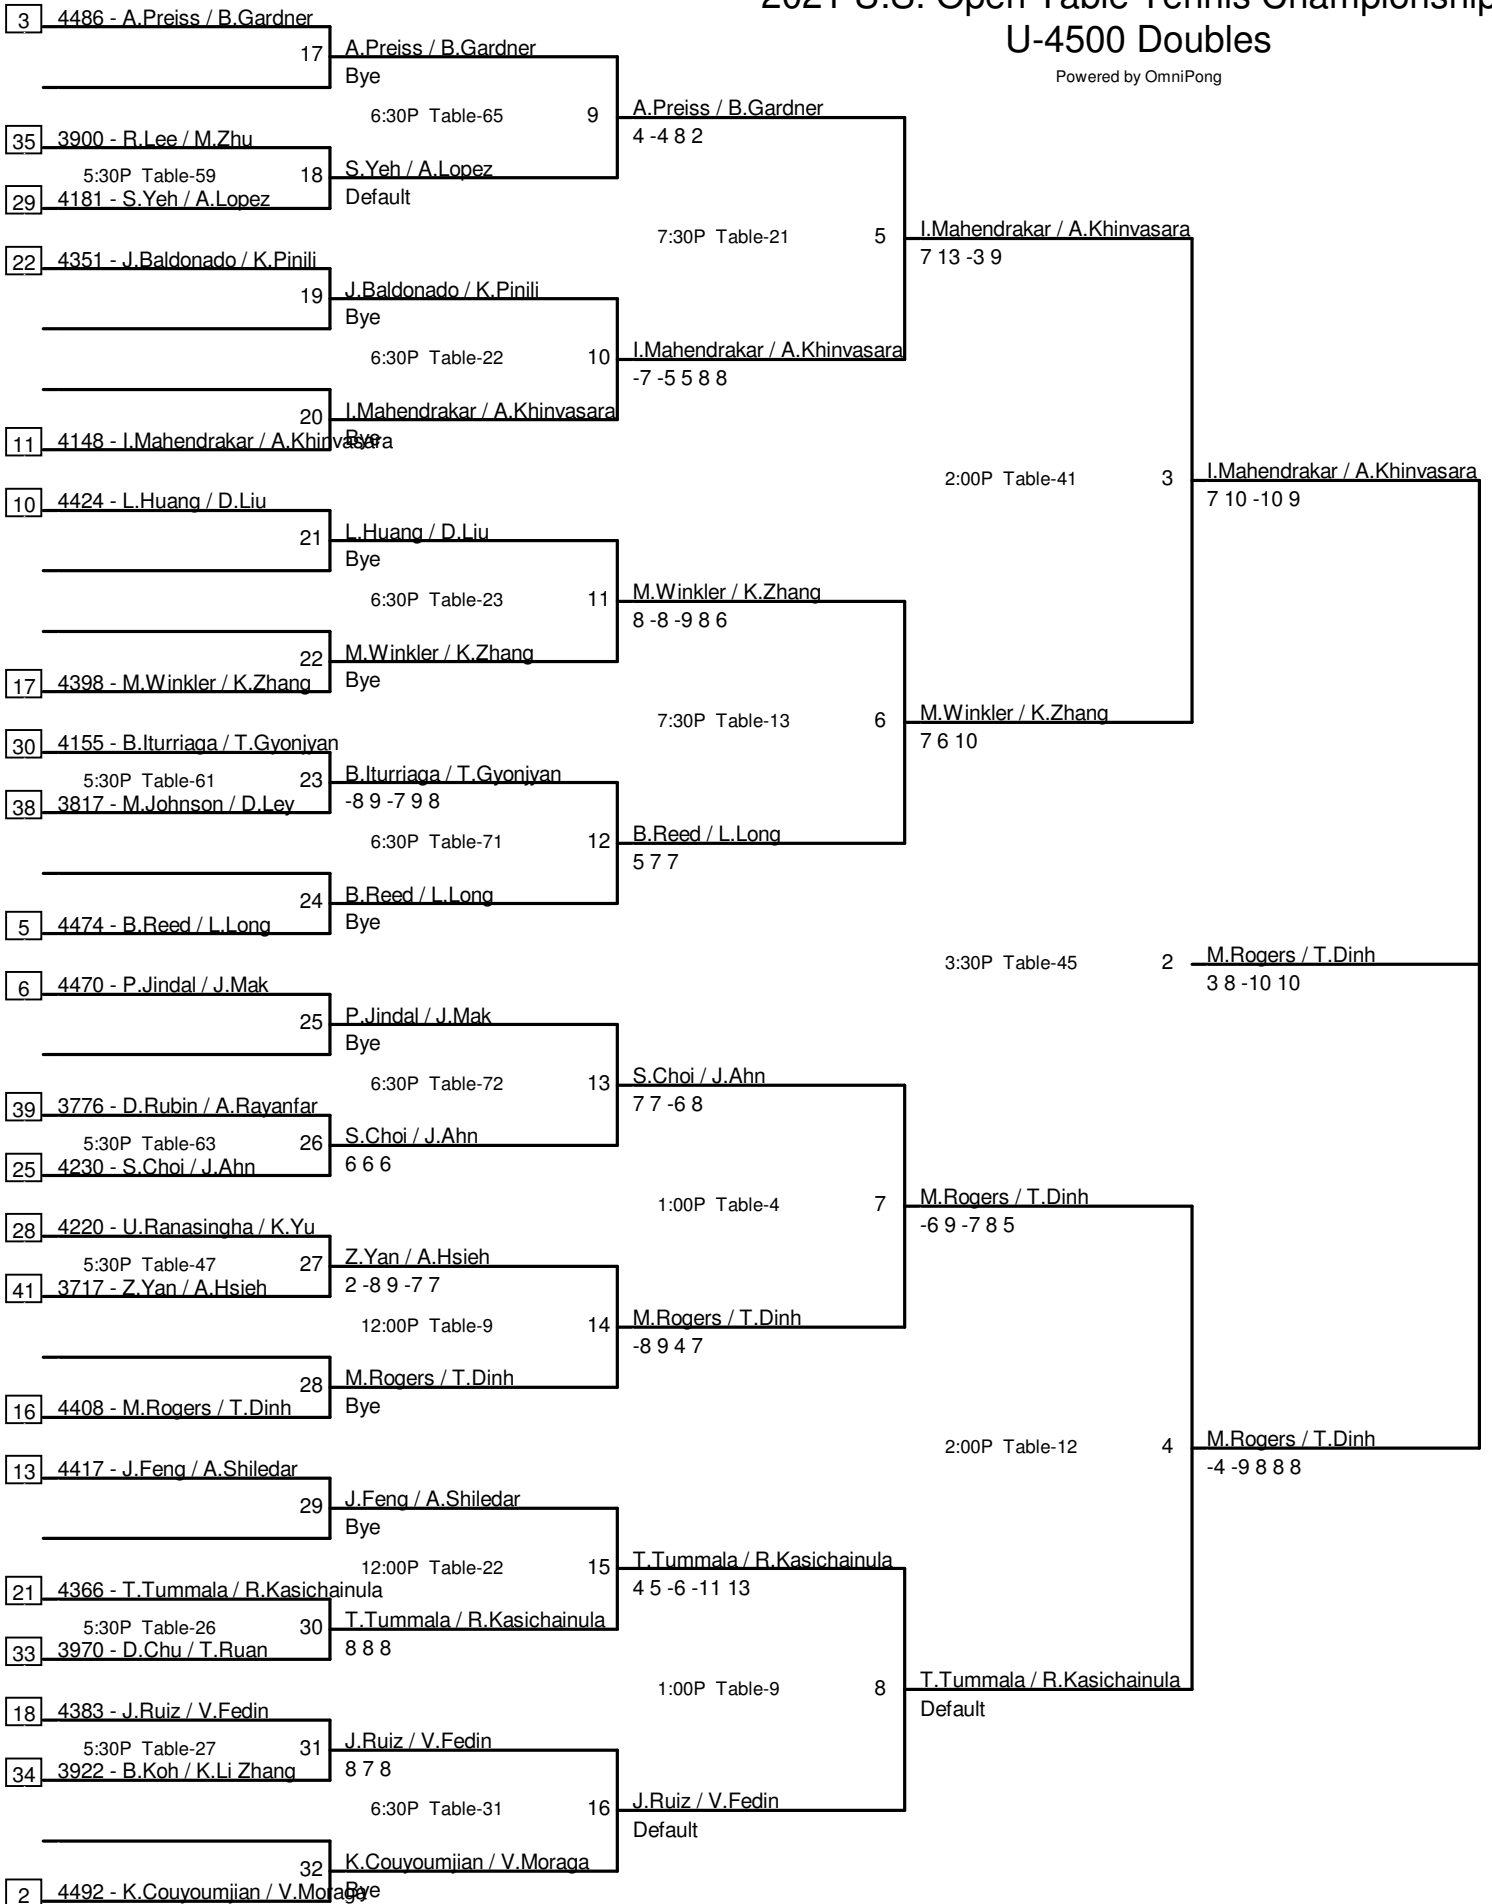 2021 U.S. Open Table Tennis Championship
U-4500 Doubles
Powered by OmniPong
3 4486 - A.Preiss / B.Gardner
17 A.Preiss / B.Gardner
Bye
6:30P Table-65 9 A.Preiss / B.Gardner
4 -4 8 2
35 3900 - R.Lee / M.Zhu
5:30P Table-59 18 S.Yeh / A.Lopez
29 4181 - S.Yeh / A.Lopez Default
7:30P Table-21 5 I.Mahendrakar / A.Khinvasara
7 13 -3 9
22 4351 - J.Baldonado / K.Pinili
19 J.Baldonado / K.Pinili
Bye
6:30P Table-22 10 I.Mahendrakar / A.Khinvasara
-7 -5 5 8 8
20 I.Mahendrakar / A.Khinvasara
11 4148 - I.Mahendrakar / A.Khinvasara Bye
2:00P Table-41 3 I.Mahendrakar / A.Khinvasara
7 10 -10 9
10 4424 - L.Huang / D.Liu
21 L.Huang / D.Liu
Bye
6:30P Table-23 11 M.Winkler / K.Zhang
8 -8 -9 8 6
22 M.Winkler / K.Zhang
17 4398 - M.Winkler / K.Zhang Bye
7:30P Table-13 6 M.Winkler / K.Zhang
7 6 10
30 4155 - B.Iturriaga / T.Gyonjyan
5:30P Table-61 23 B.Iturriaga / T.Gyonjyan
38 3817 - M.Johnson / D.Ley -8 9 -7 9 8
6:30P Table-71 12 B.Reed / L.Long
5 7 7
24 B.Reed / L.Long
5 4474 - B.Reed / L.Long Bye
3:30P Table-45 2 M.Rogers / T.Dinh
3 8 -10 10
6 4470 - P.Jindal / J.Mak
25 P.Jindal / J.Mak
Bye
6:30P Table-72 13 S.Choi / J.Ahn
7 7 -6 8
39 3776 - D.Rubin / A.Rayanfar
5:30P Table-63 26 S.Choi / J.Ahn
25 4230 - S.Choi / J.Ahn 6 6 6
1:00P Table-4 7 M.Rogers / T.Dinh
-6 9 -7 8 5
28 4220 - U.Ranasingha / K.Yu
5:30P Table-47 27 Z.Yan / A.Hsieh
41 3717 - Z.Yan / A.Hsieh 2 -8 9 -7 7
12:00P Table-9 14 M.Rogers / T.Dinh
-8 9 4 7
28 M.Rogers / T.Dinh
16 4408 - M.Rogers / T.Dinh Bye
2:00P Table-12 4 M.Rogers / T.Dinh
-4 -9 8 8 8
13 4417 - J.Feng / A.Shiledar
29 J.Feng / A.Shiledar
Bye
12:00P Table-22 15 T.Tummala / R.Kasichainula
4 5 -6 -11 13
21 4366 - T.Tummala / R.Kasichainula
5:30P Table-26 30 T.Tummala / R.Kasichainula
33 3970 - D.Chu / T.Ruan 8 8 8
1:00P Table-9 8 T.Tummala / R.Kasichainula
Default
18 4383 - J.Ruiz / V.Fedin
5:30P Table-27 31 J.Ruiz / V.Fedin
34 3922 - B.Koh / K.Li Zhang 8 7 8
6:30P Table-31 16 J.Ruiz / V.Fedin
Default
32 K.Couyoumjian / V.Moraga
2 4492 - K.Couyoumjian / V.Moraga Bye